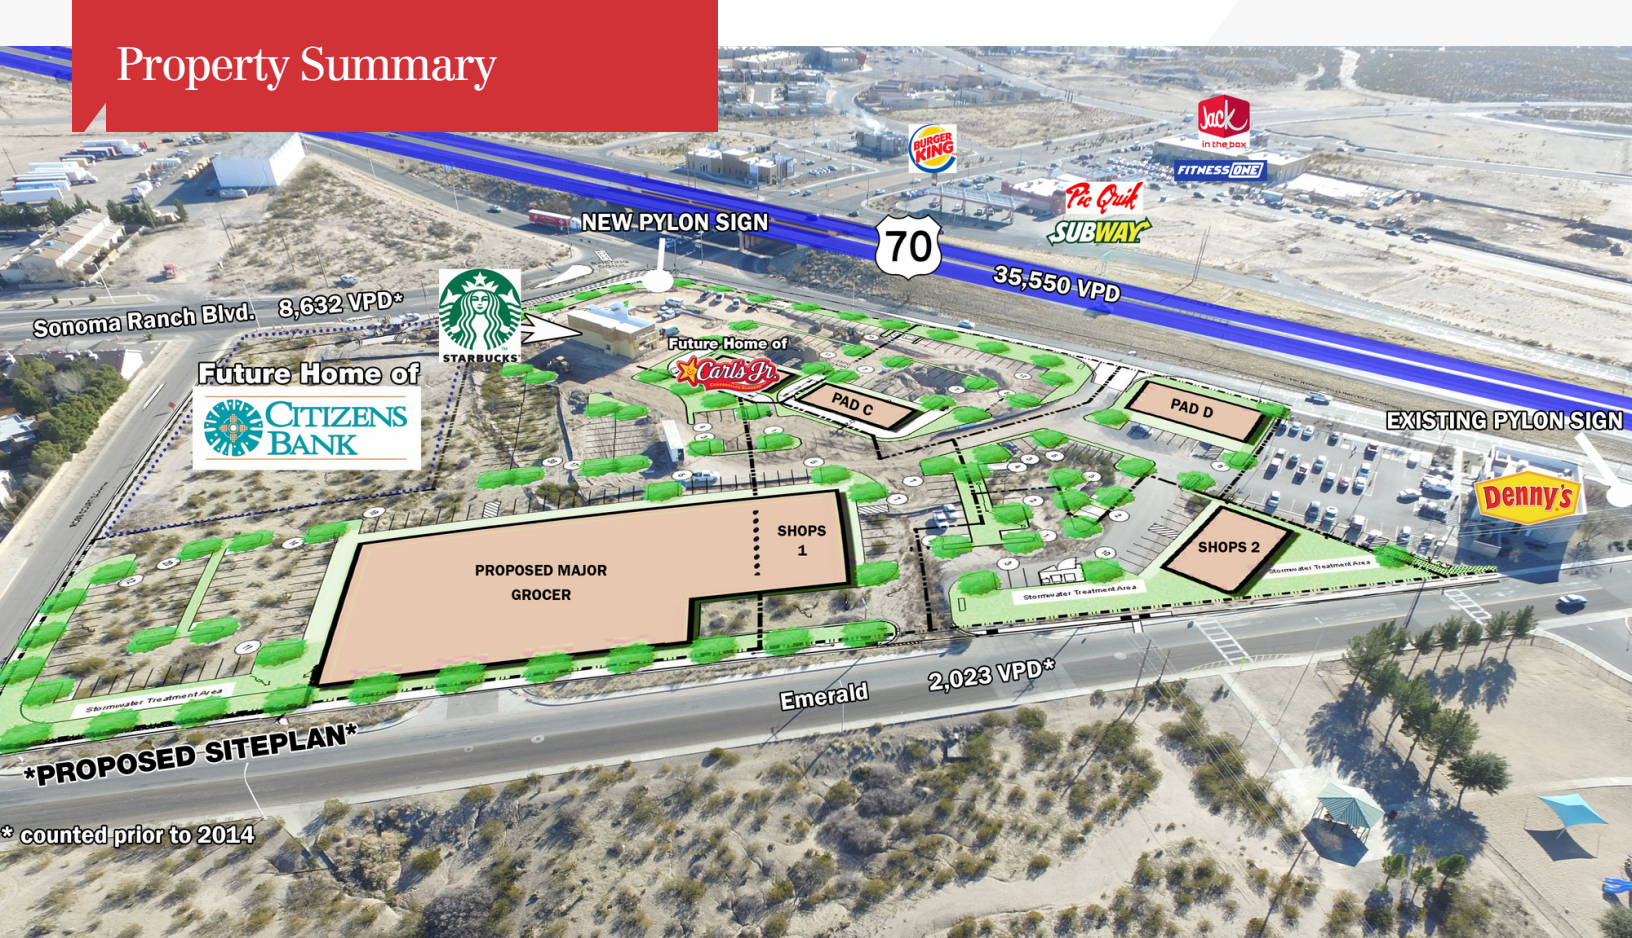 Property Summary
Jack
in the box
BURGER
KING
FITNESS ONE
Pic Quik
SUBWAY
NEW PYLON SIGN
70
35,550 VPD
Sonoma Ranch Blvd.
8,632 VPD*
STARBUCKS
Future Home of
Carl's Jr.
Future Home of
CITIZENS
BANK
PAD C
PAD D
EXISTING PYLON SIGN
Denny's
SHOPS
1
SHOPS 2
PROPOSED MAJOR
GROCER
Stormwater Treatment Area
Stormwater Treatment Area
Stormwater Treatment Area
Emerald
2,023 VPD*
*PROPOSED SITEPLAN*
* counted prior to 2014